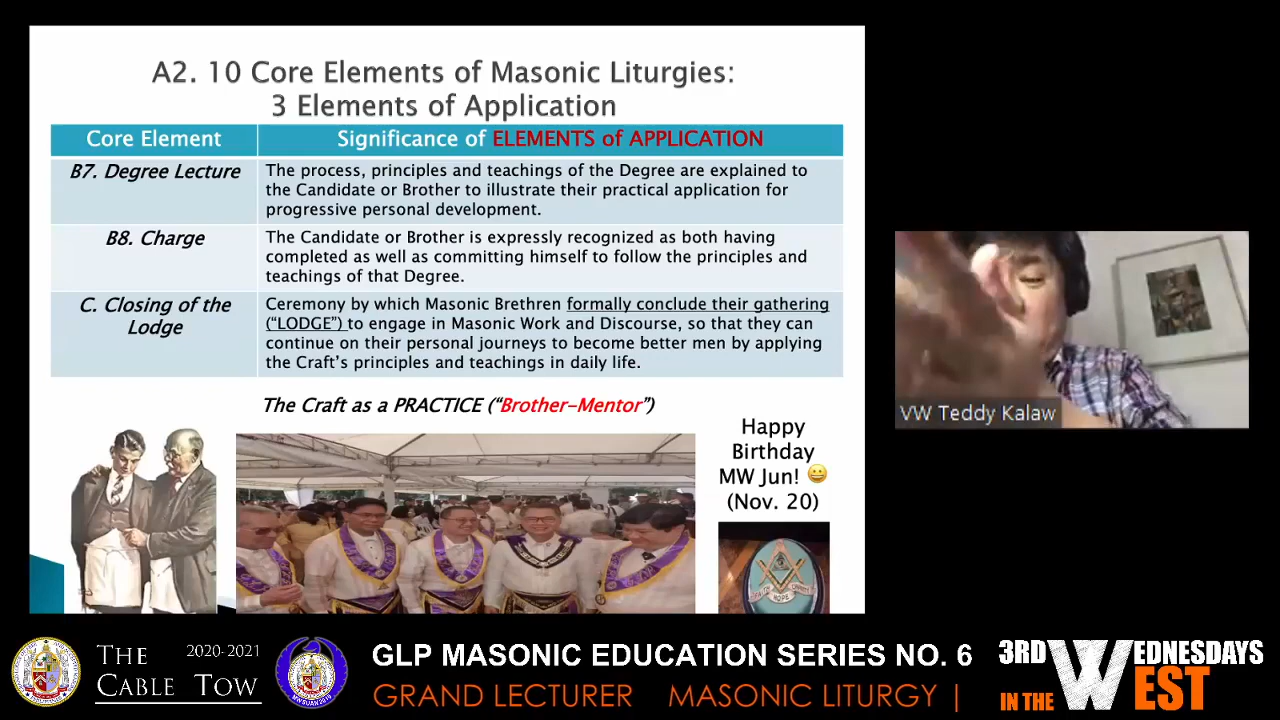 A2. 10 Core Elements of Masonic Liturgies:
3 Elements of Application
Core Element
Significance of ELEMENTS of APPLICATION
B7. Degree Lecture
The process, principles and teachings of the Degree are explained to
the Candidate or Brother to illustrate their practical application for
progressive personal development.
B8. Charge
The Candidate or Brother is expressly recognized as both having
completed as well as committing himself to follow the principles and
teachings of that Degree.
C. Closing of the
Lodge
Ceremony by which Masonic Brethren formally conclude their gathering
("LODGE") to engage in Masonic Work and Discourse, so that they can
continue on their personal journeys to become better men by applying
the Craft's principles and teachings in daily life.
The Craft as a PRACTICE ("Brother-Mentor")
Happy
Birthday
MW Jun! 😀
(Nov. 20)
HOPE
VW Teddy Kalaw
THE
CABLE TOW
2020-2021
GLP MASONIC EDUCATION SERIES NO. 6
GRAND LECTURER MASONIC LITURGY |
3RD WEDNESDAYS
IN THE WEST